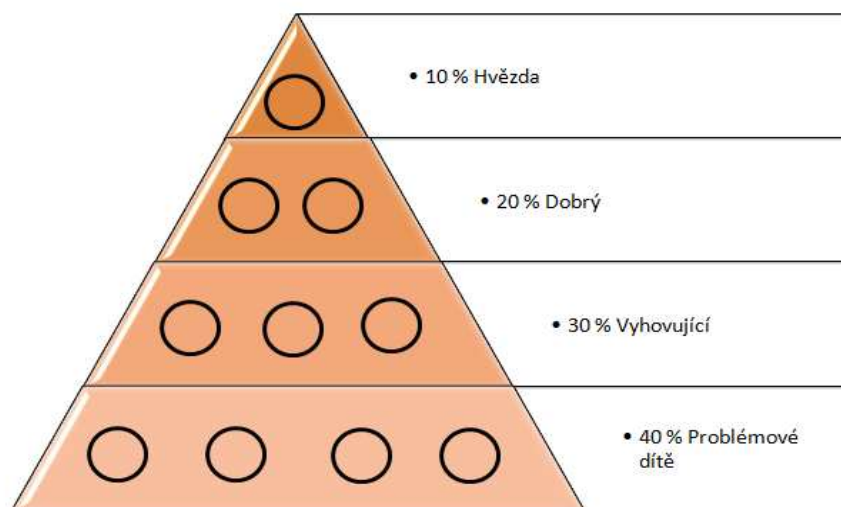 • 10 % Hvězda
• 20 % Dobrý
• 30 % Vyhovující
• 40 % Problémové
dítě